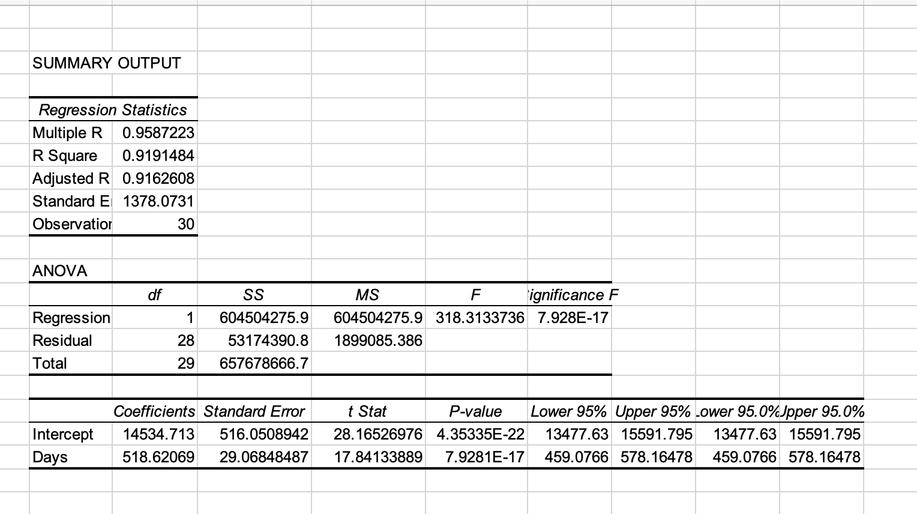 SUMMARY OUTPUT
Regression Statistics
Multiple R 0.9587223
R Square 0.9191484
Adjusted R 0.9162608
Standard E 1378.0731
Observation 30
ANOVA
df SS MS F ignificance F
Regression 1 604504275.9 604504275.9 318.3133736 7.928E-17
Residual 28 53174390.8 1899085.386
Total 29 657678666.7
Coefficients Standard Error t Stat P-value Lower 95% Upper 95% ower 95.0% pper 95.0%
Intercept 14534.713 516.0508942 28.16526976 4.35335E-22 13477.63 15591.795 13477.63 15591.795
Days 518.62069 29.06848487 17.84133889 7.9281E-17 459.0766 578.16478 459.0766 578.16478